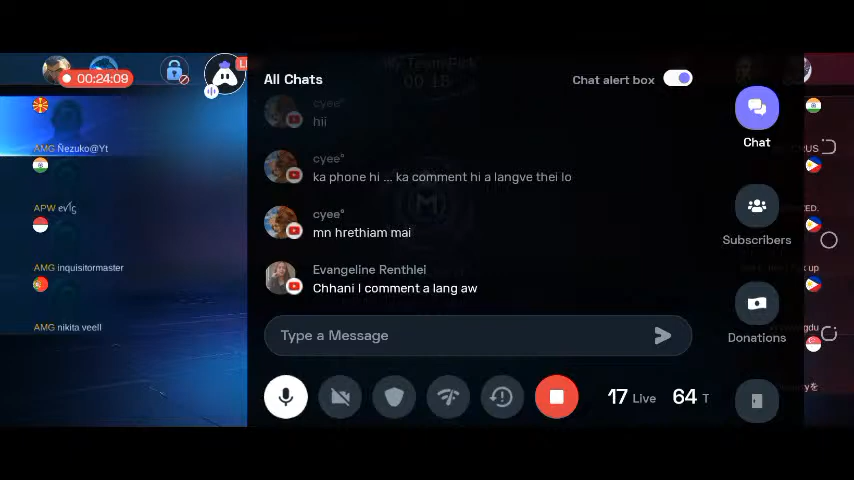 00:24:09
All Chats
Chat alert box
cyee°
hii
Chat
AMG Ñezuko@Yt
cyee°
ka phone hi ... ka comment hi a langve thei lo
APW
cyee°
mn hrethiam mai
Subscribers
AMG inquisitormaster
Evangeline Renthlei
Chhani I comment a lang aw
AMG nikita veell
Type a Message
Donations
17 Live 64 T